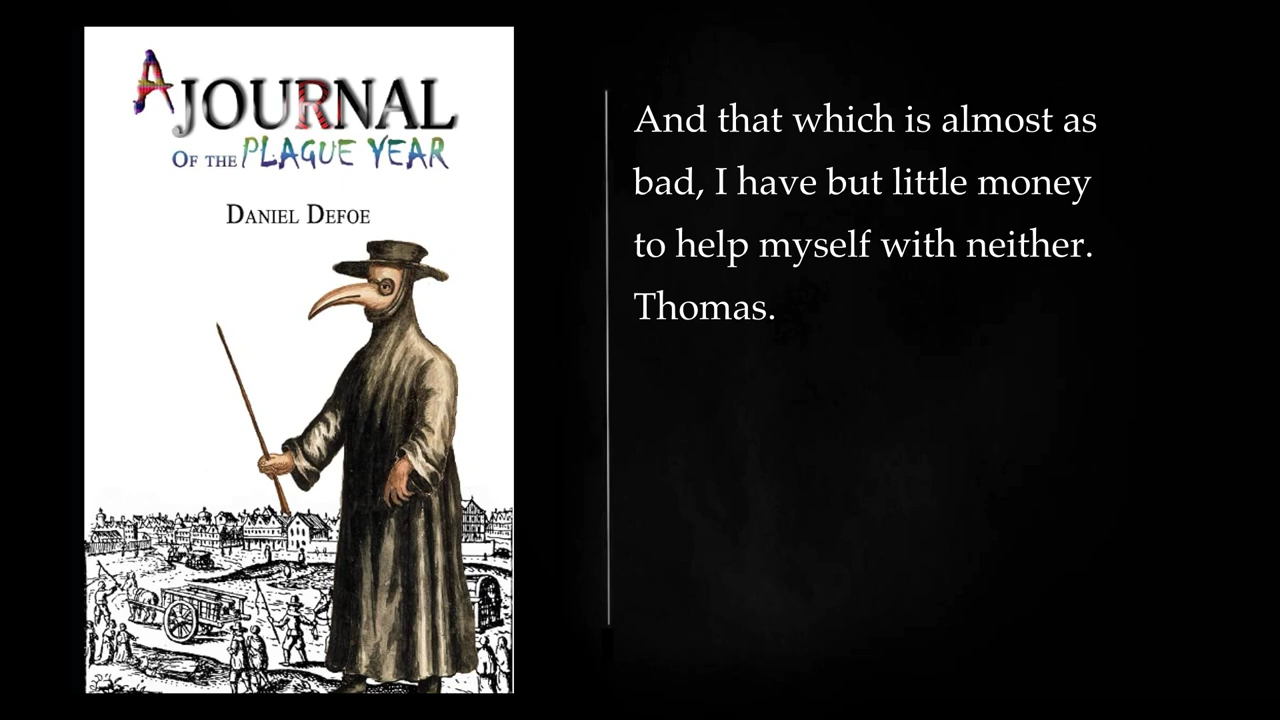 A JOURNAL
OF THE PLAGUE YEAR
DANIEL DEFOE
And that which is almost as
bad, I have but little money
to help myself with neither.
Thomas.